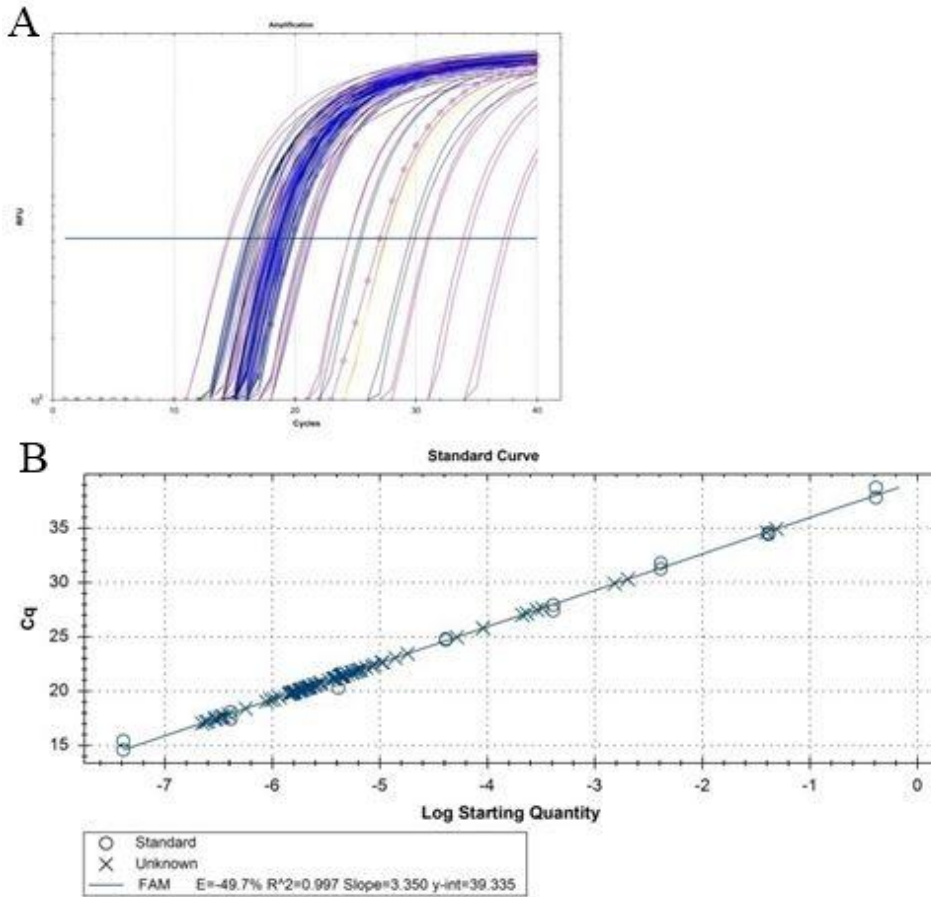 A
Amplification
RFU
10²
0 10 20 30 40
Cycles
B
Standard Curve
Cq
35
30
25
20
15
-7 -6 -5 -4 -3 -2 -1 0
Log Starting Quantity
Standard
Unknown
FAM E=-49.7% R^2=0.997 Slope=3.350 y-int=39.335